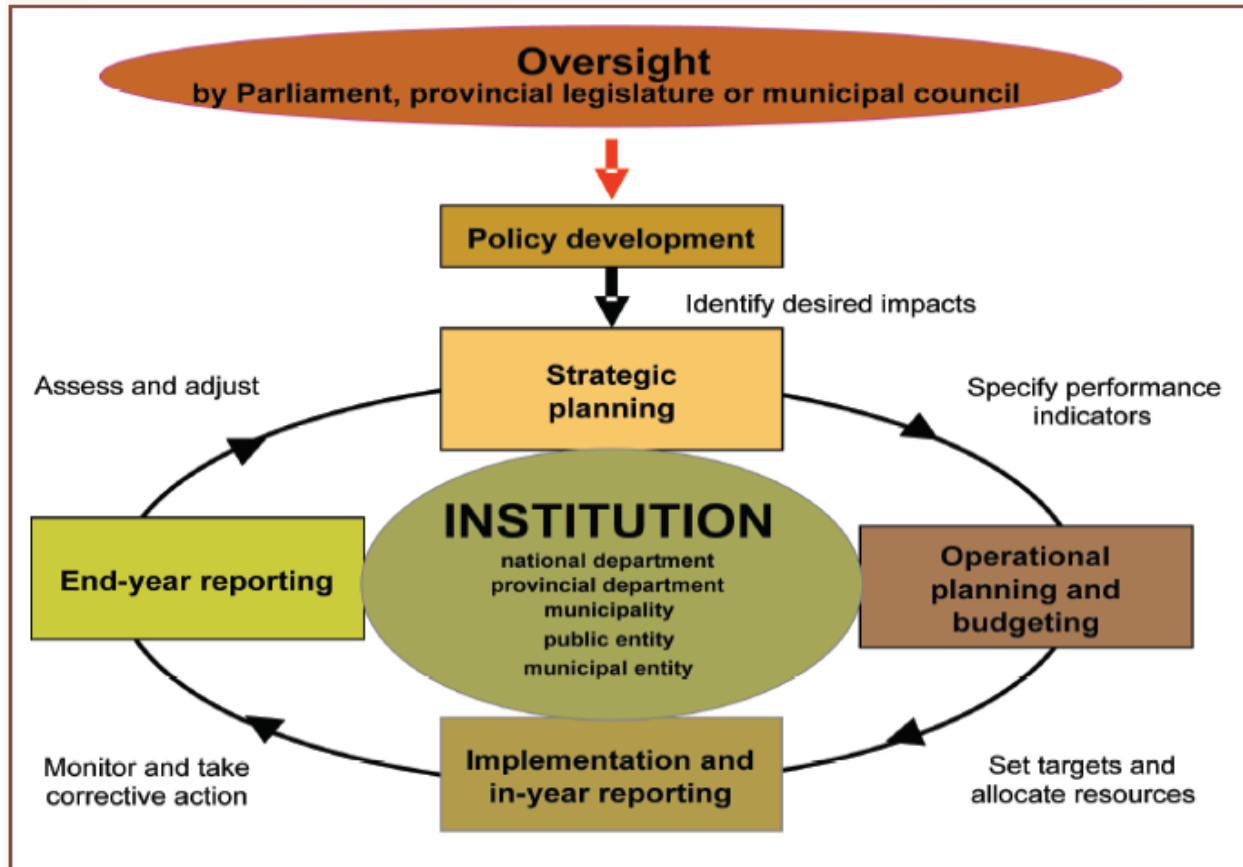 Oversight
by Parliament, provincial legislature or municipal council
Policy development
Identify desired impacts
Strategic
planning
Assess and adjust
Specify performance
indicators
INSTITUTION
national department
provincial department
municipality
public entity
municipal entity
End-year reporting
Operational
planning and
budgeting
Implementation and
in-year reporting
Monitor and take
corrective action
Set targets and
allocate resources